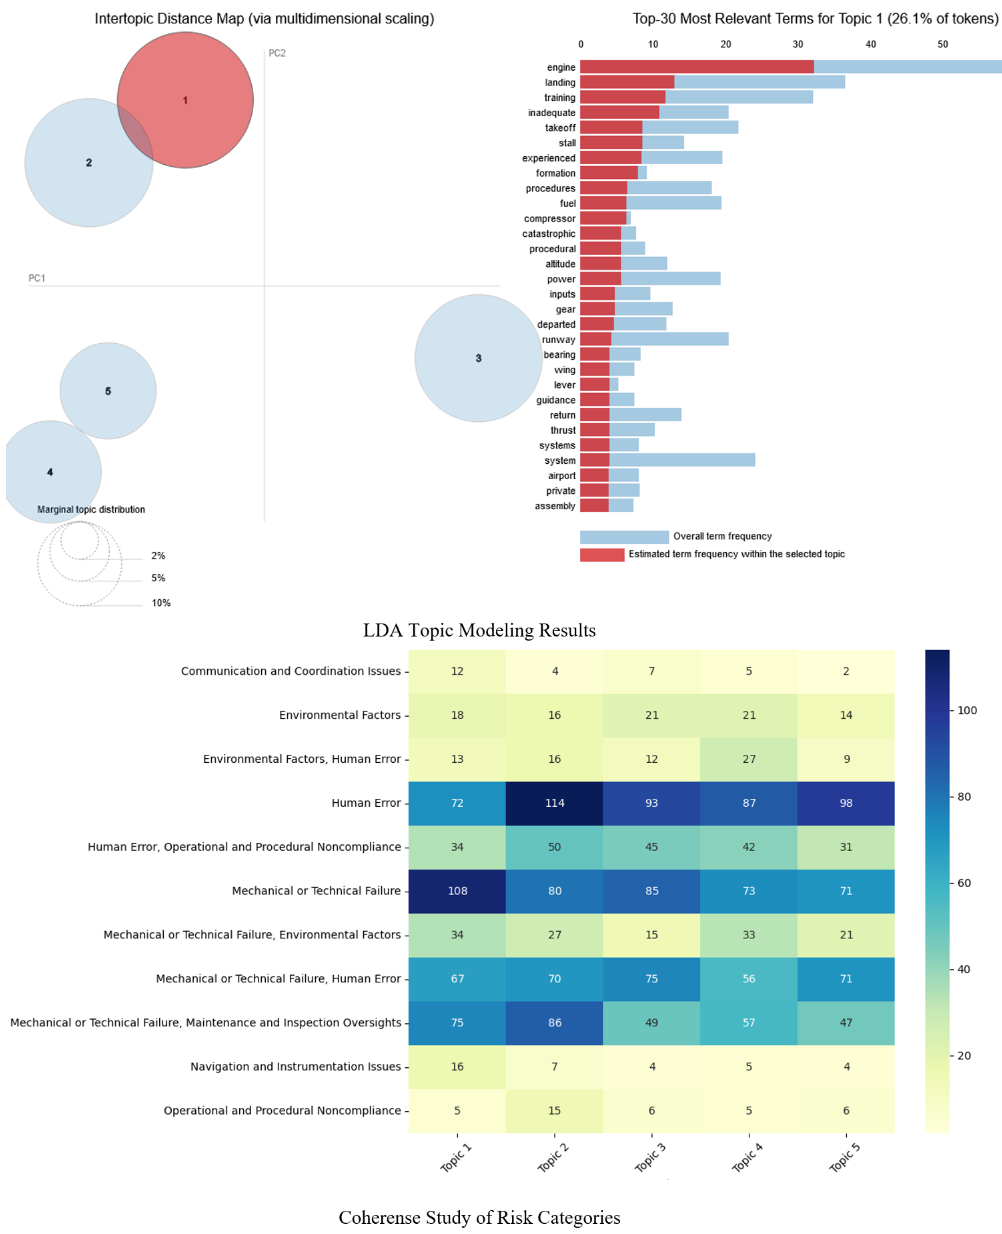 Intertopic Distance Map (via multidimensional scaling)
PC2
1
2
PC1
3
5
4
Marginal topic distribution
2%
5%
10%
Top-30 Most Relevant Terms for Topic 1 (26.1% of tokens)
0 10 20 30 40 50
engine
landing
training
inadequate
takeoff
stall
experienced
formation
procedures
fuel
compressor
catastrophic
procedural
altitude
power
inputs
gear
departed
runway
bearing
wing
lever
guidance
return
thrust
systems
system
airport
private
assembly
Overall term frequency
Estimated term frequency within the selected topic
LDA Topic Modeling Results
Communication and Coordination Issues 12 4 7 5 2
Environmental Factors 18 16 21 21 14
Environmental Factors, Human Error 13 16 12 27 9
Human Error 72 114 93 87 98
Human Error, Operational and Procedural Noncompliance 34 50 45 42 31
Mechanical or Technical Failure 108 80 85 73 71
Mechanical or Technical Failure, Environmental Factors 34 27 15 33 21
Mechanical or Technical Failure, Human Error 67 70 75 56 71
Mechanical or Technical Failure, Maintenance and Inspection Oversights 75 86 49 57 47
Navigation and Instrumentation Issues 16 7 4 5 4
Operational and Procedural Noncompliance 5 15 6 5 6
Topic 1 Topic 2 Topic 3 Topic 4 Topic 5
100
80
60
40
20
Coherense Study of Risk Categories